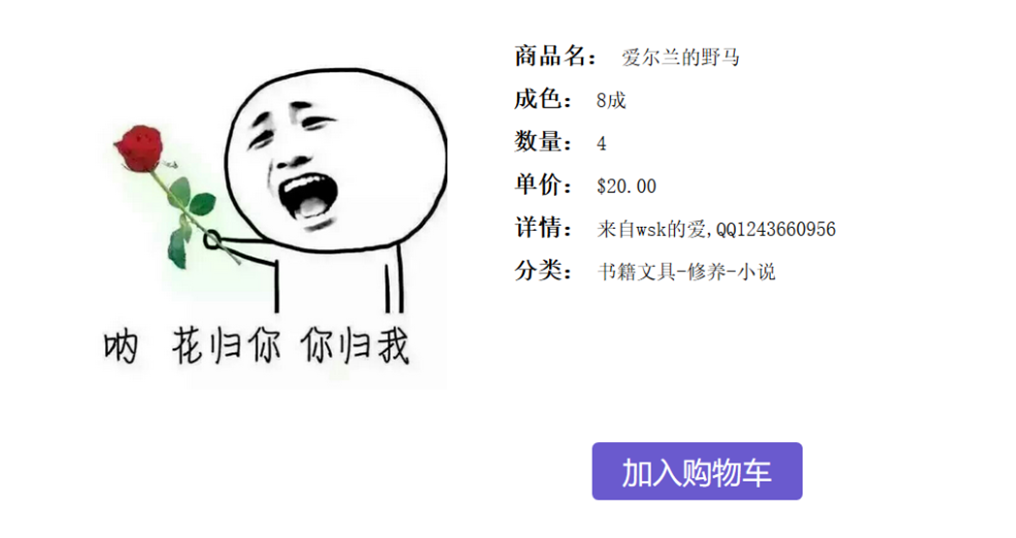 商品名： 爱尔兰的野马
成色： 8成
数量： 4
单价： $20.00
详情： 来自wsk的爱,QQ1243660956
分类： 书籍文具-修养-小说
呐 花归你 你归我
加入购物车